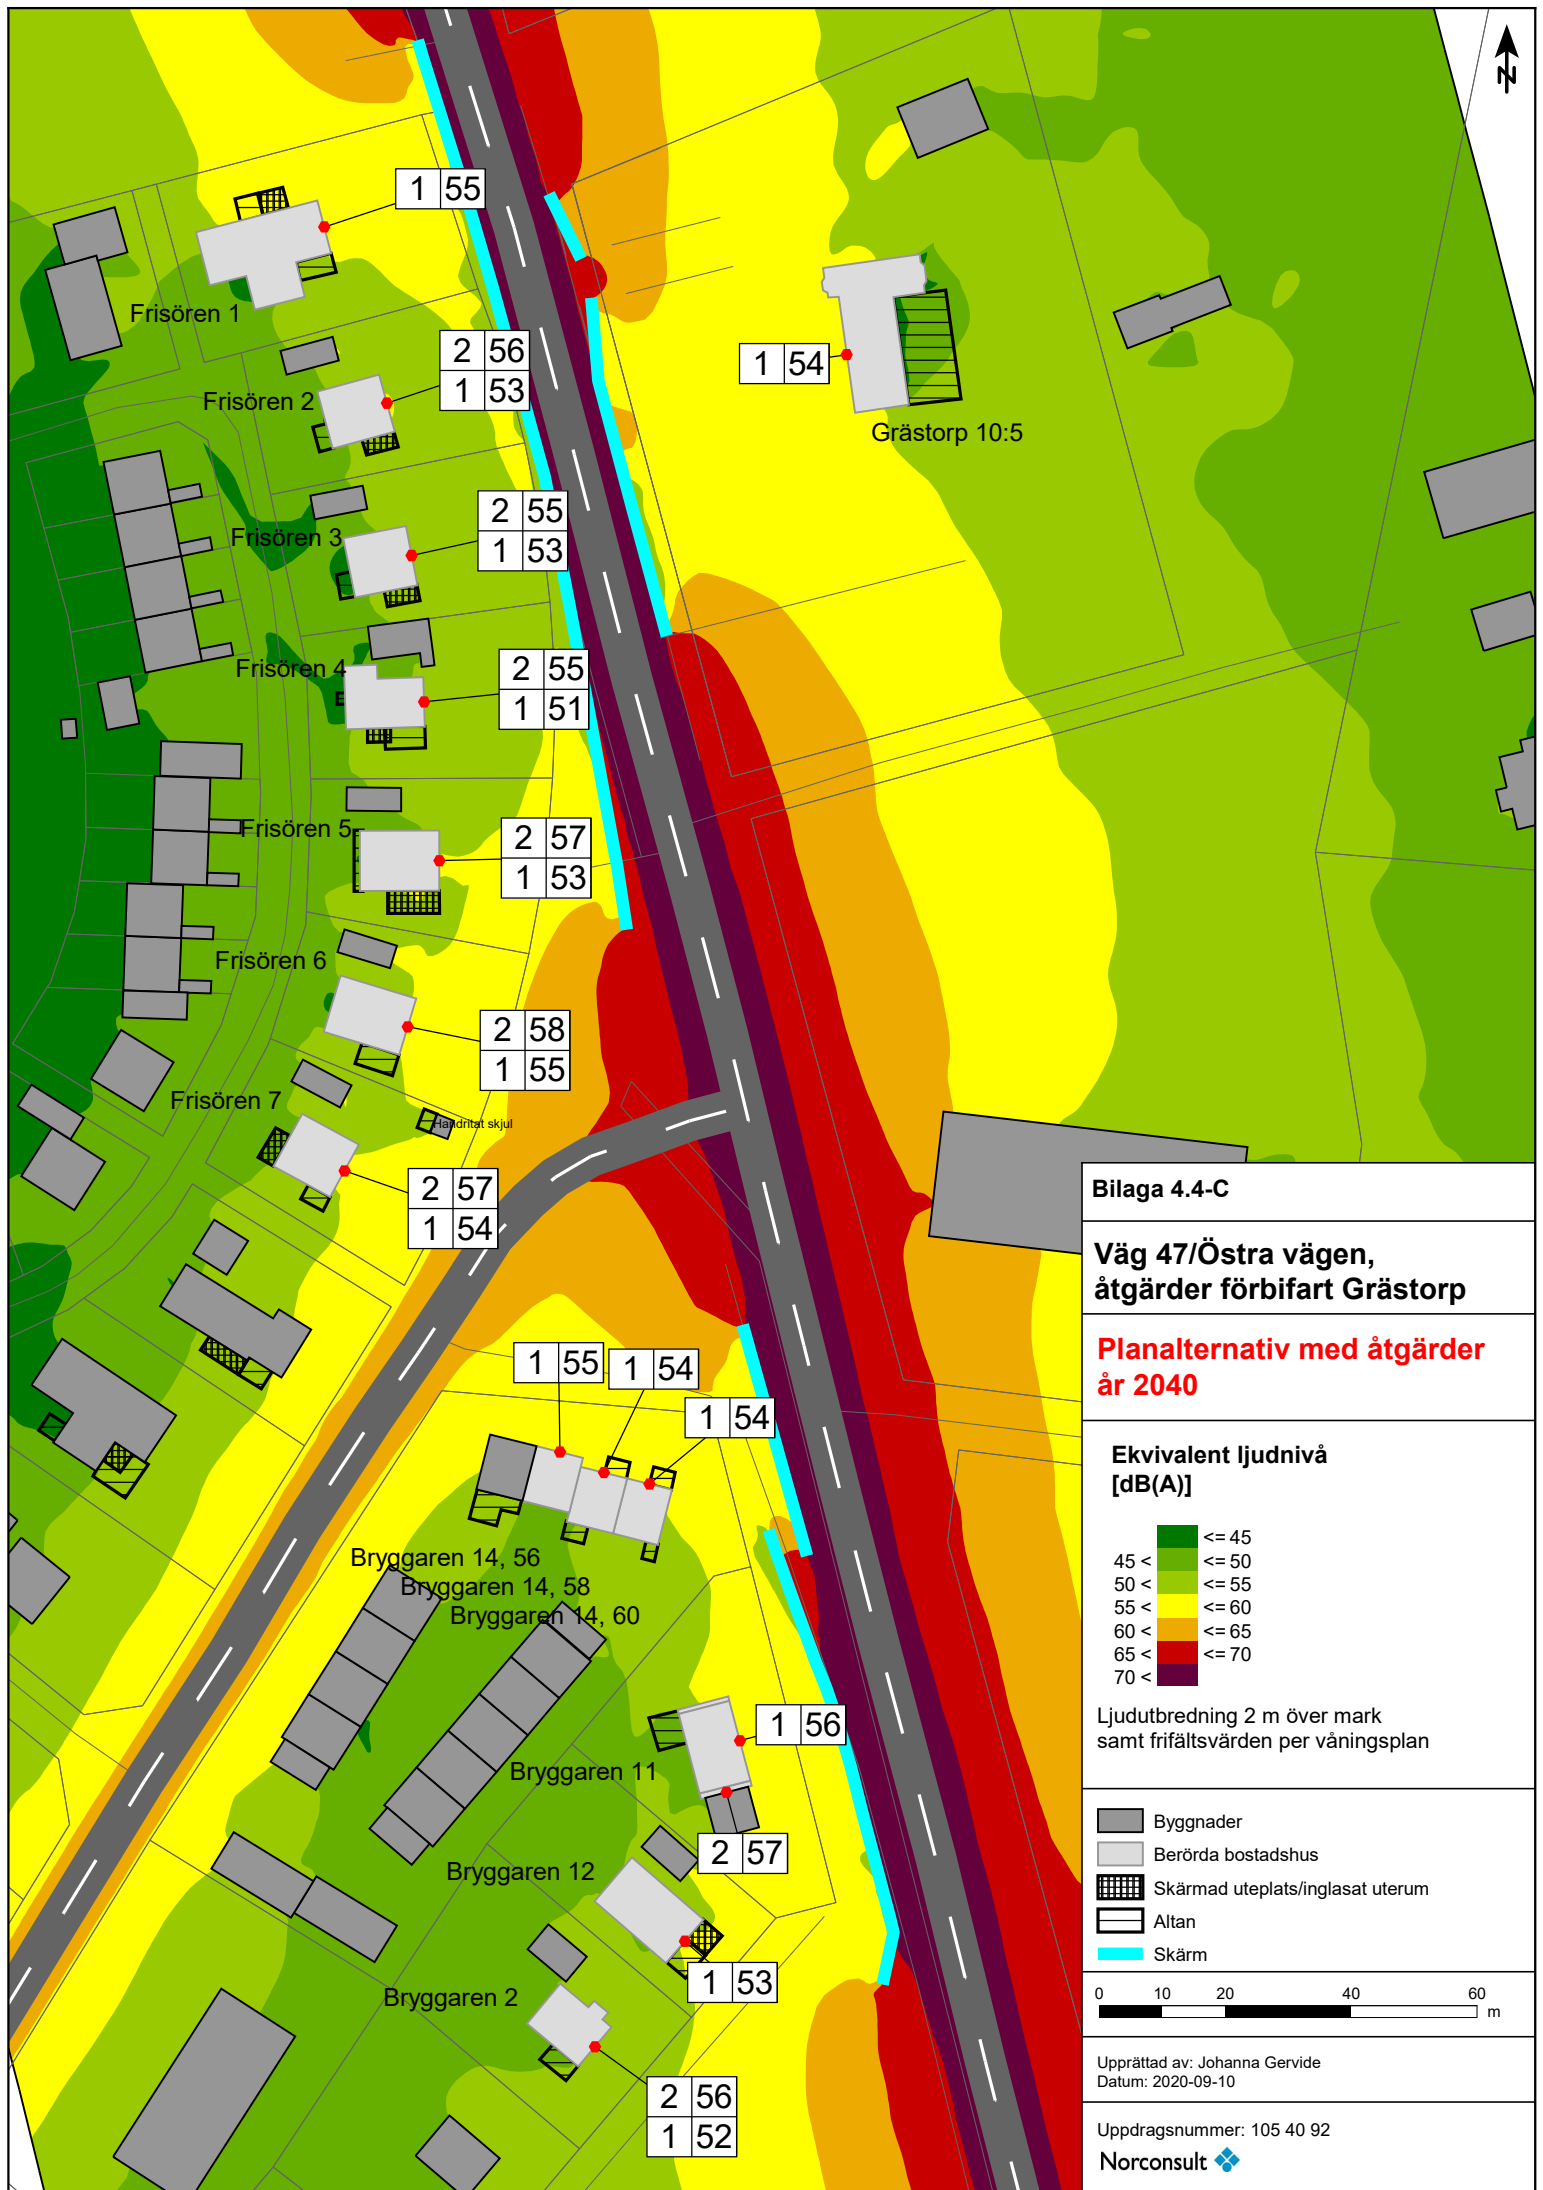 N
1 55
Frisören 1
2 56
1 53
Frisören 2
1 54
Grästorp 10:5
2 55
1 53
Frisören 3
2 55
1 51
Frisören 4
2 57
1 53
Frisören 5
Frisören 6
2 58
1 55
Frisören 7
Handritat skjul
2 57
1 54
1 55
1 54
1 54
Bryggaren 14, 56
Bryggaren 14, 58
Bryggaren 14, 60
1 56
Bryggaren 11
2 57
Bryggaren 12
1 53
Bryggaren 2
2 56
1 52
Bilaga 4.4-C
Väg 47/Östra vägen,
åtgärder förbifart Grästorp
Planalternativ med åtgärder
år 2040
Ekvivalent ljudnivå
[dB(A)]
<= 45
45 < <= 50
50 < <= 55
55 < <= 60
60 < <= 65
65 < <= 70
70 <
Ljudutbredning 2 m över mark
samt frifältsvärden per våningsplan
Byggnader
Berörda bostadshus
Skärmad uteplats/inglasat uterum
Altan
Skärm
0 10 20 40 60
m
Upprättad av: Johanna Gervide
Datum: 2020-09-10
Uppdragsnummer: 105 40 92
Norconsult